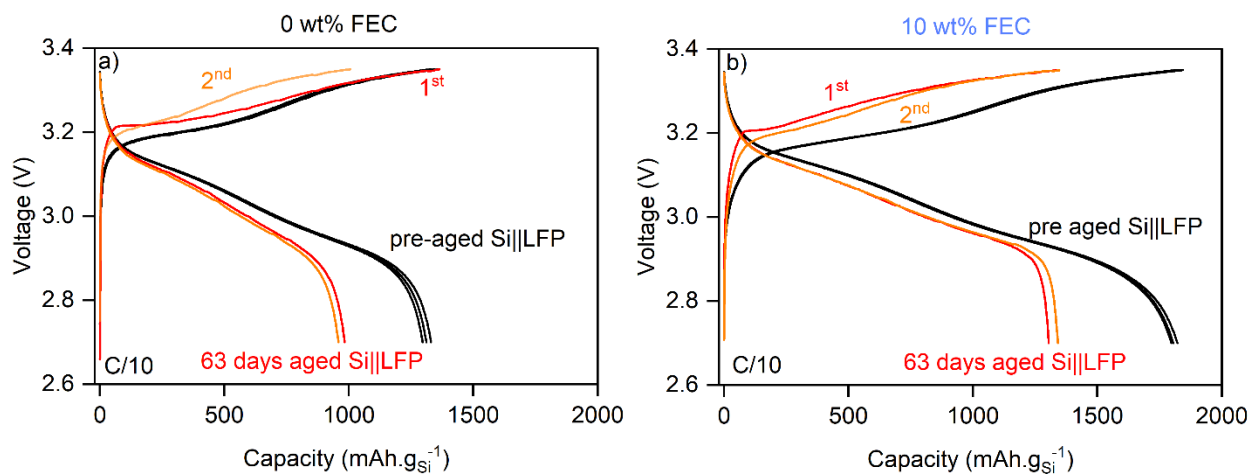 0 wt% FEC
a)
3.4
3.2
3.0
2.8
2.6
Voltage (V)
2nd
1st
pre-aged Si||LFP
63 days aged Si||LFP
C/10
0
500
1000
1500
2000
Capacity (mAh.gSi-1)
10 wt% FEC
b)
3.4
3.2
3.0
2.8
2.6
Voltage (V)
1st
2nd
pre aged Si||LFP
63 days aged Si||LFP
C/10
0
500
1000
1500
2000
Capacity (mAh.gSi-1)